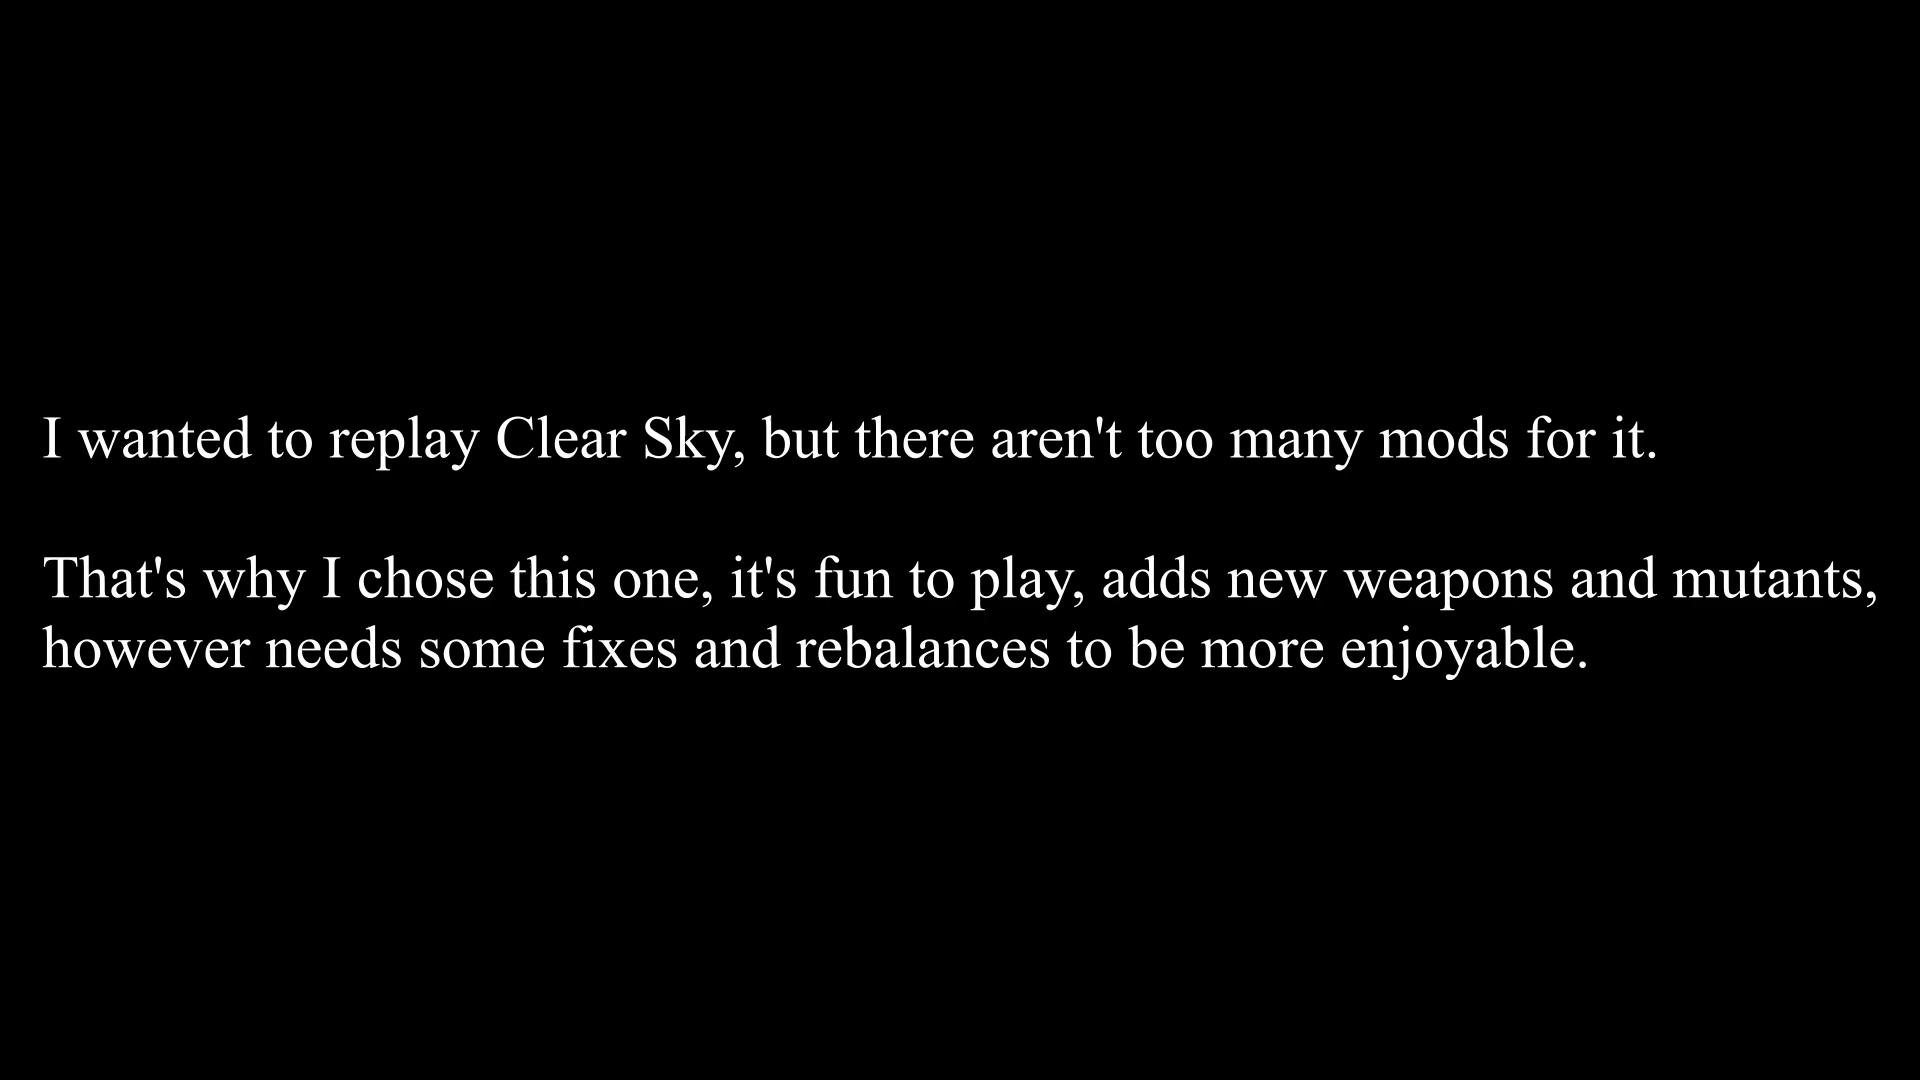 I wanted to replay Clear Sky, but there aren't too many mods for it.
That's why I chose this one, it's fun to play, adds new weapons and mutants,
however needs some fixes and rebalances to be more enjoyable.